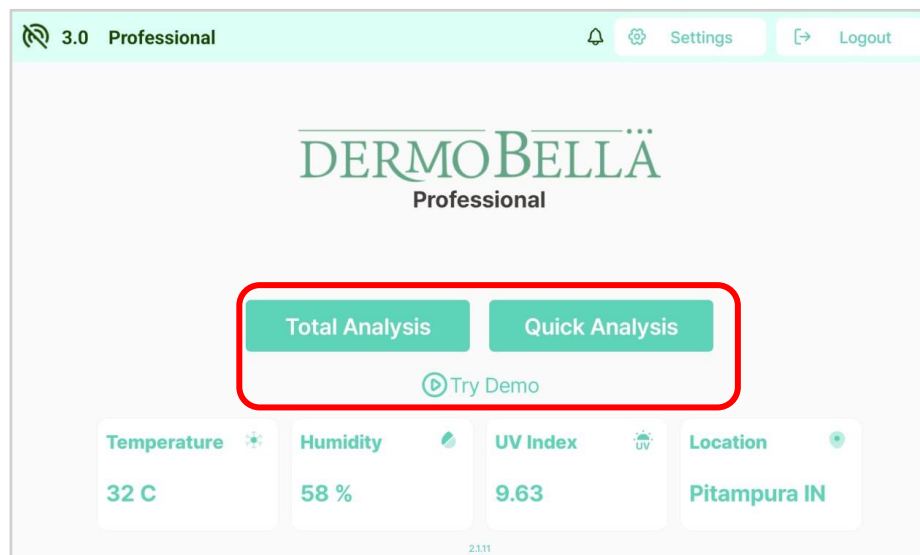 3.0 Professional Settings Logout
DERMOBELLA
Professional
Total Analysis Quick Analysis
Try Demo
Temperature Humidity UV Index UV Location
32 C 58 % 9.63 Pitampura IN
2.1.11